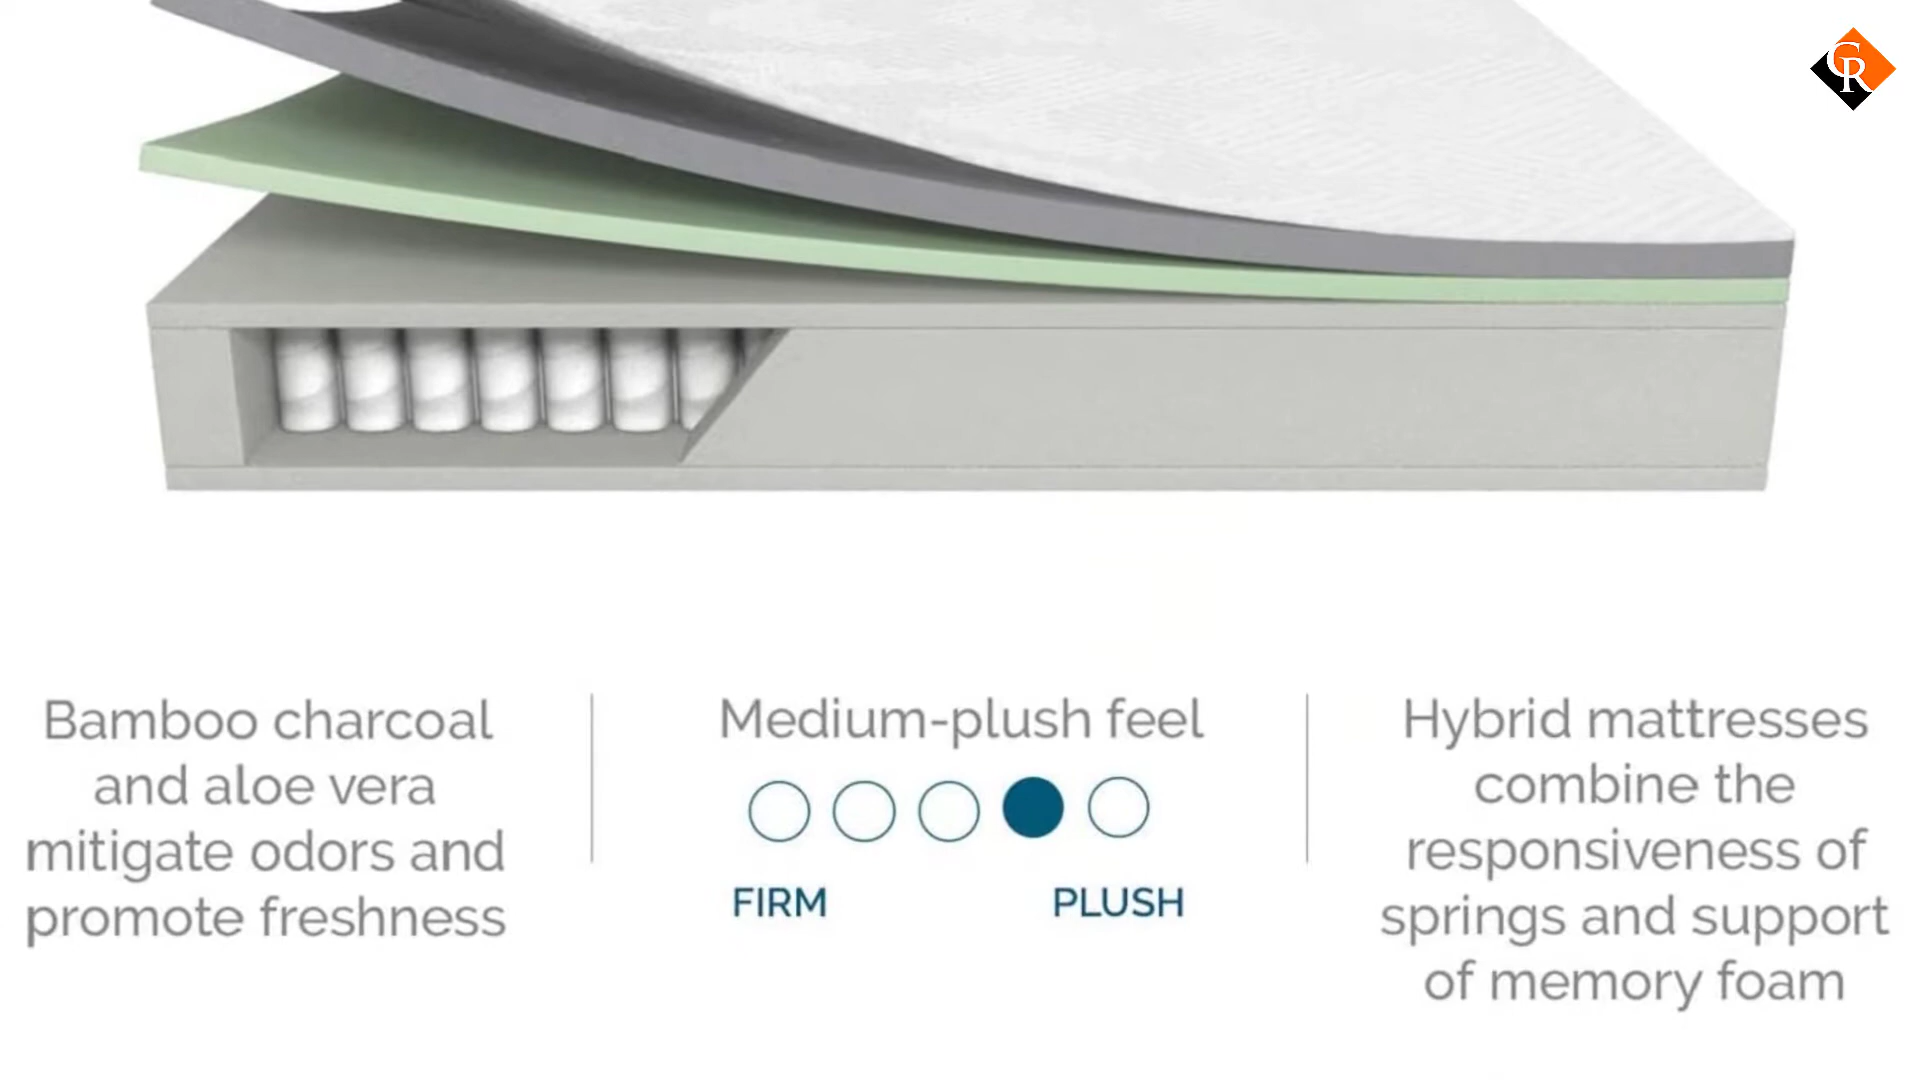 CR
Bamboo charcoal
and aloe vera
mitigate odors and
promote freshness
Medium-plush feel
FIRM
PLUSH
Hybrid mattresses
combine the
responsiveness of
springs and support
of memory foam